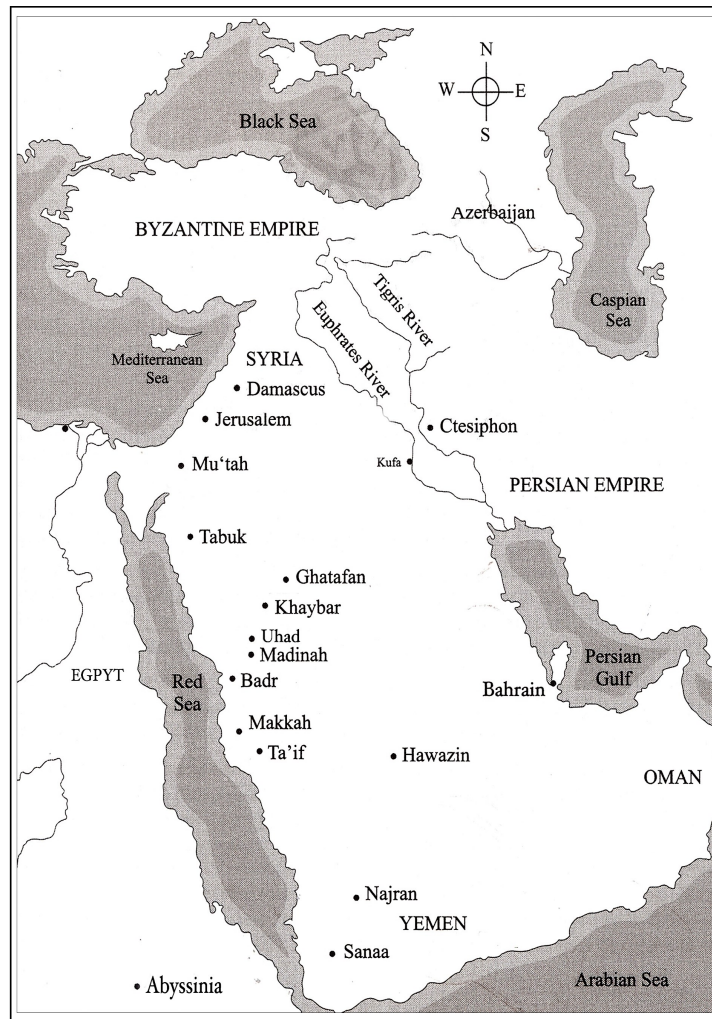 N
W E
S
Black Sea
Azerbaijan
BYZANTINE EMPIRE
Tigris River
Caspian
Sea
Euphrates River
Mediterranean
Sea
SYRIA
Damascus
Jerusalem
Ctesiphon
Mu‘tah
Kufa
PERSIAN EMPIRE
Tabuk
Ghatafan
Khaybar
Uhad
Madinah
EGPYT
Red
Sea
Badr
Persian
Gulf
Bahrain
Makkah
Ta’if
Hawazin
OMAN
Najran
YEMEN
Sanaa
Abyssinia
Arabian Sea